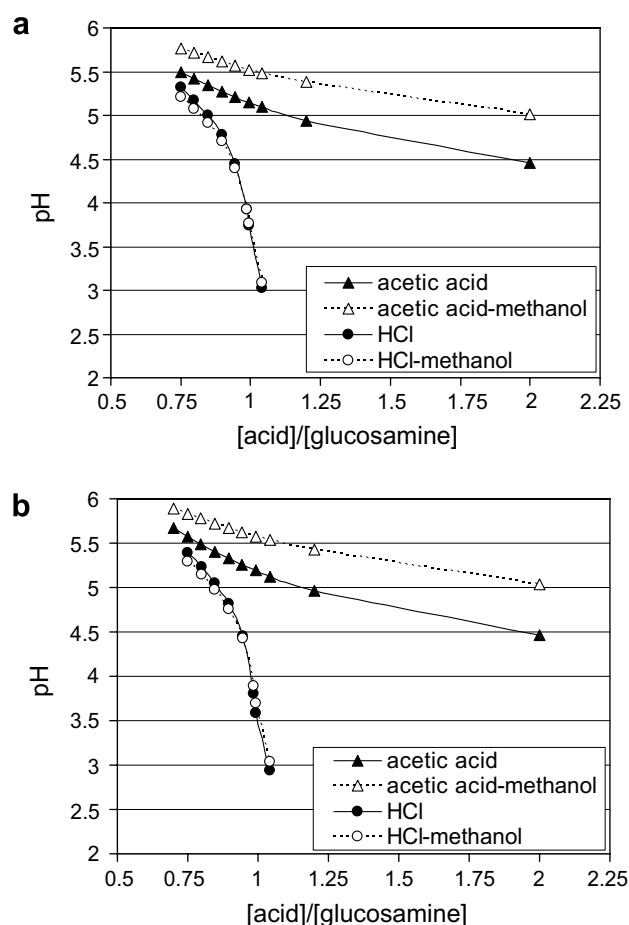 a
6
5.5
5
4.5
4
3.5
3
2.5
2
pH
acetic acid
acetic acid-methanol
HCl
HCl-methanol
0.5 0.75 1 1.25 1.5 1.75 2 2.25
[acid]/[glucosamine]
b
6
5.5
5
4.5
4
3.5
3
2.5
2
pH
acetic acid
acetic acid-methanol
HCl
HCl-methanol
0.5 0.75 1 1.25 1.5 1.75 2 2.25
[acid]/[glucosamine]